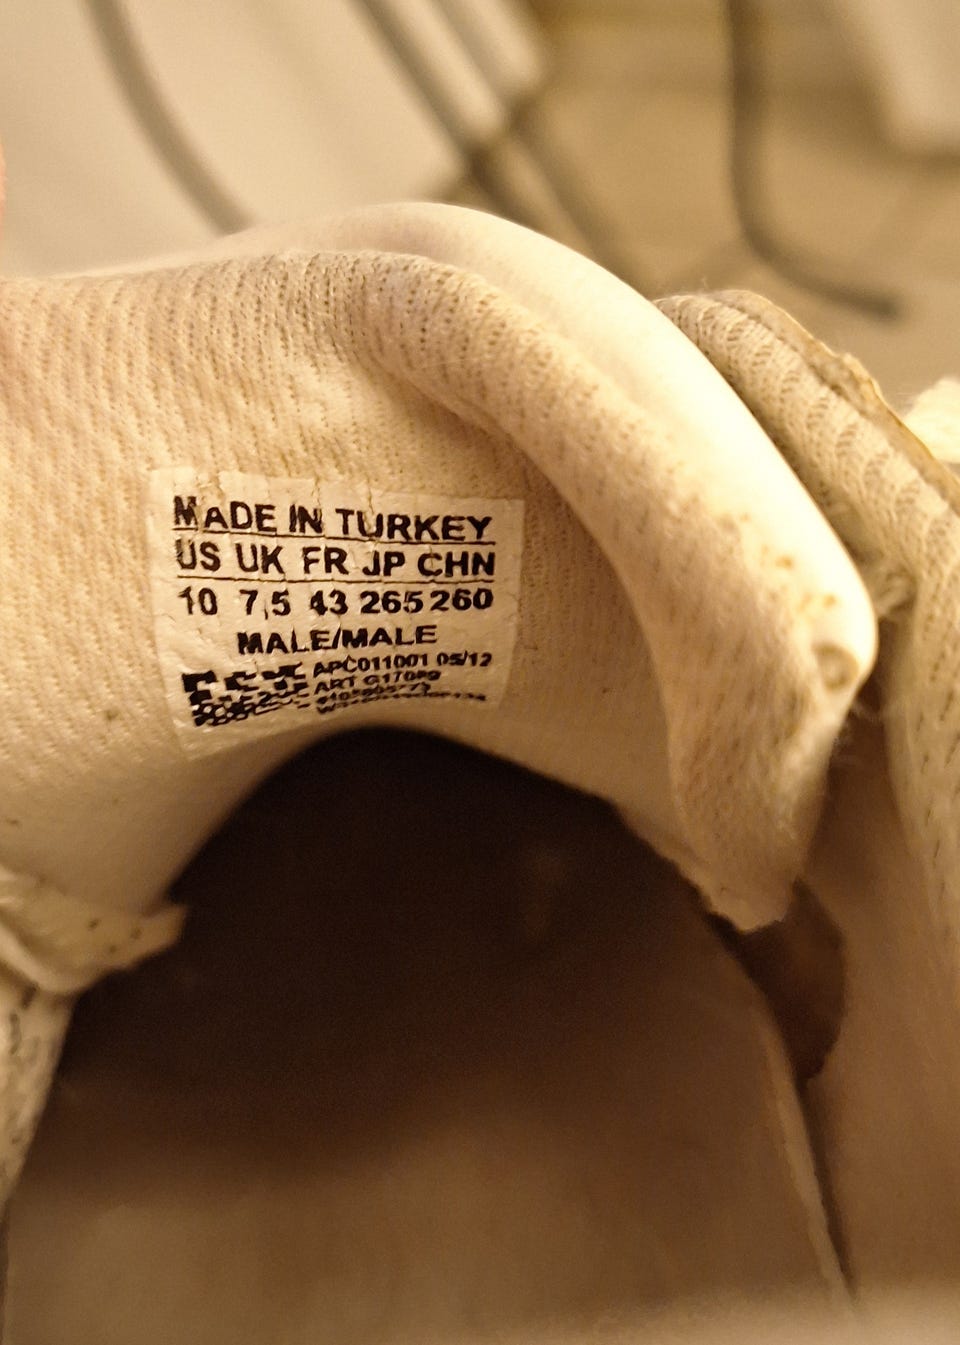 MADE IN TURKEY
US UK FR JP CHN
10 7,5 43 265 260
MALE/MALE
APC011001 05/12
ART